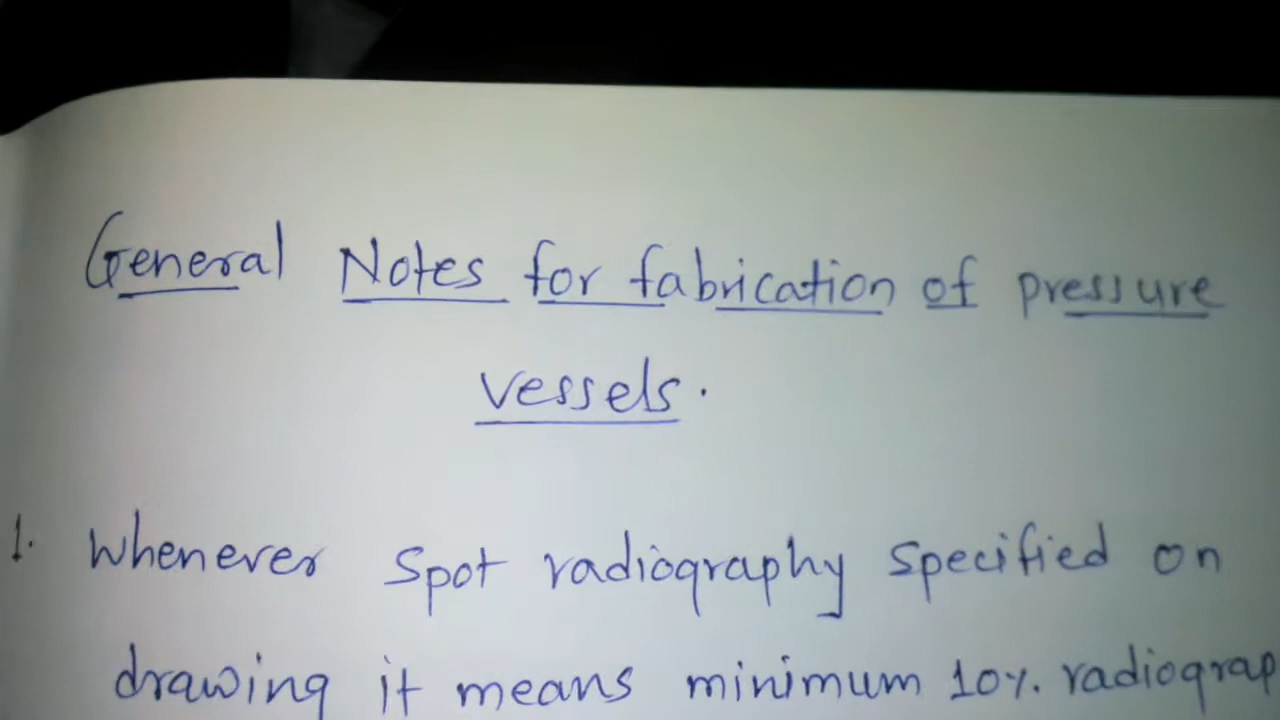 General Notes for fabrication of pressure
vessels.
1. Whenever spot radiography specified on
drawing it means minimum 10%. radiograp